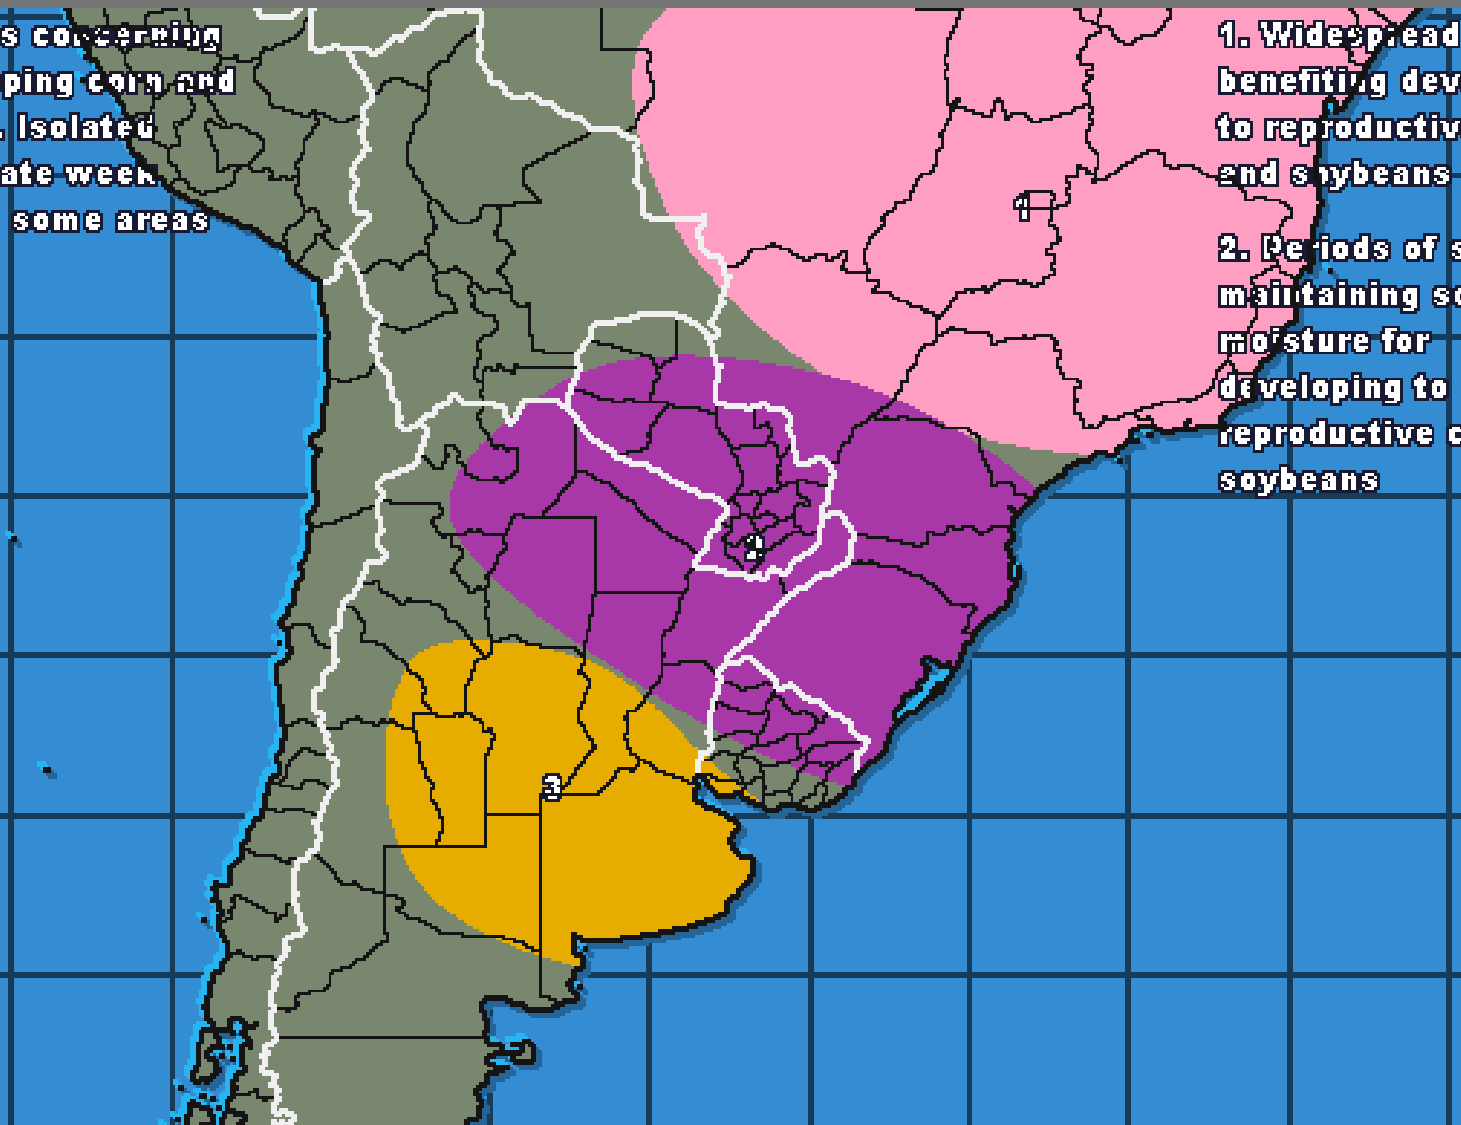 s concerning
ping corn and
. Isolated
ate week
some areas
1. Widespread
benefiting dev
to reproductiv
and soybeans
2. Periods of s
maintaining so
moisture for
developing to
reproductive c
soybeans
1
2
3